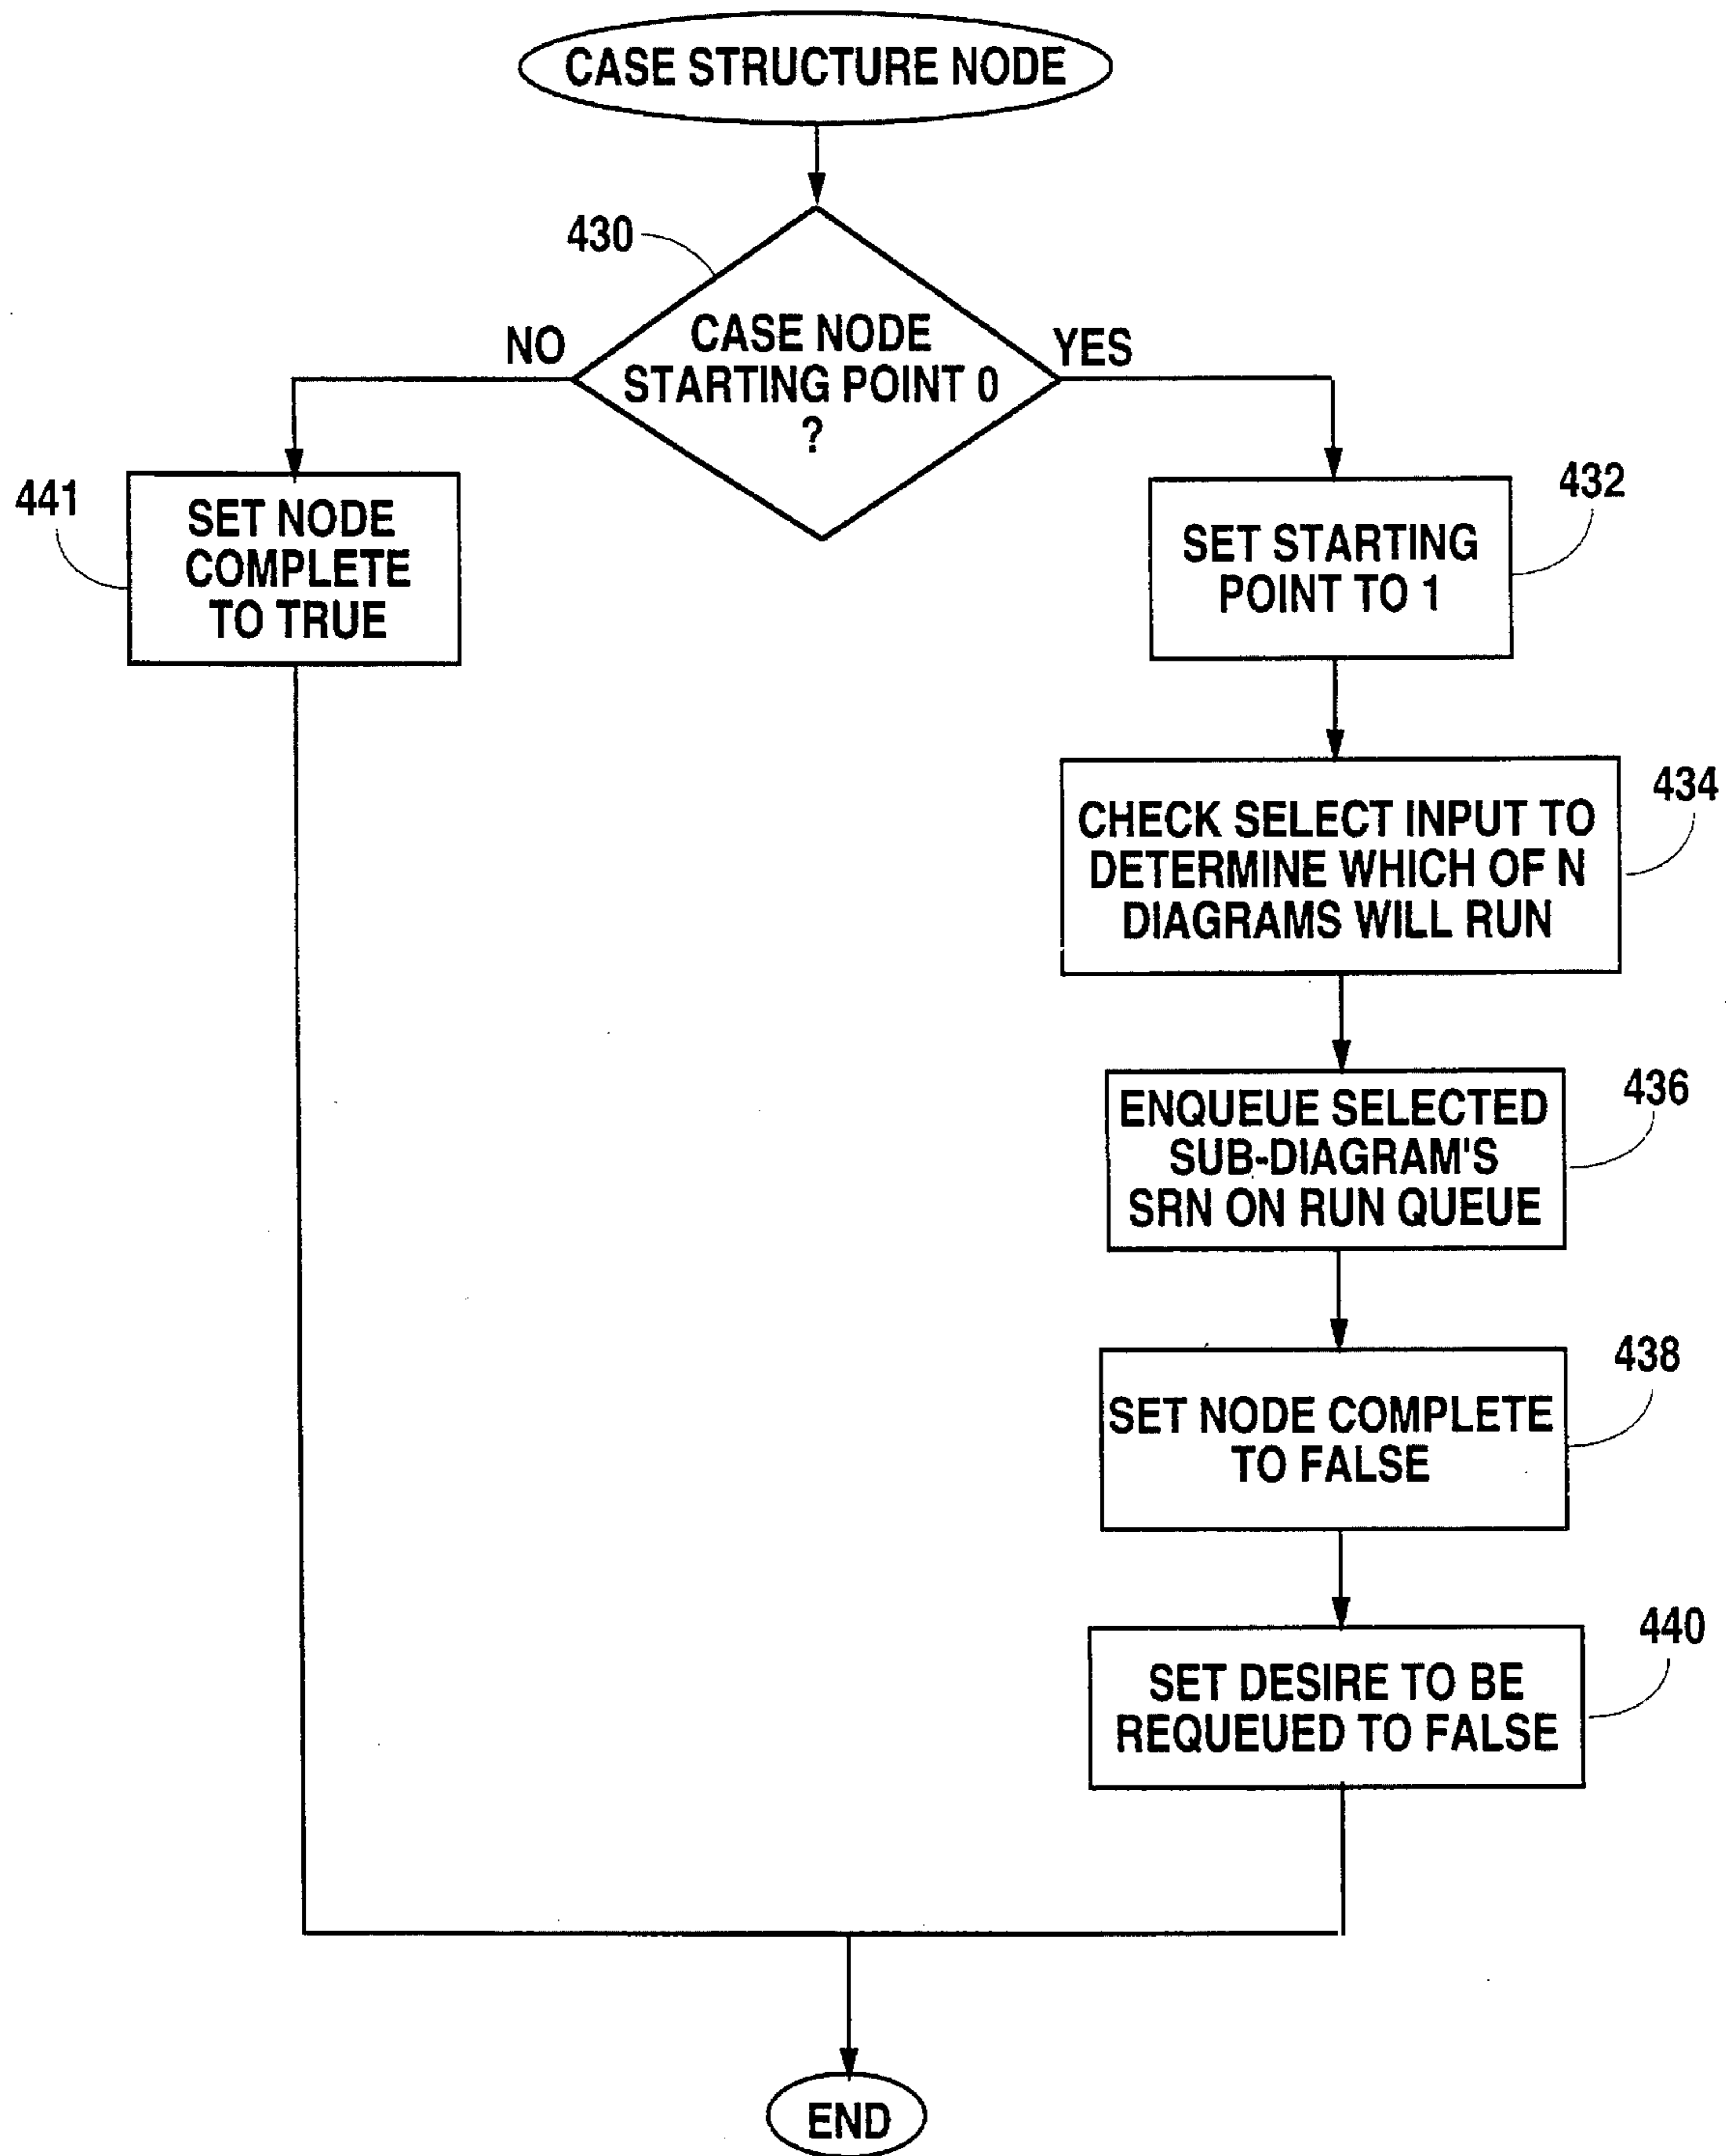 CASE STRUCTURE NODE
430
CASE NODE
STARTING POINT 0
?
NO
YES
441
SET NODE
COMPLETE
TO TRUE
432
SET STARTING
POINT TO 1
434
CHECK SELECT INPUT TO
DETERMINE WHICH OF N
DIAGRAMS WILL RUN
436
ENQUEUE SELECTED
SUB-DIAGRAM'S
SRN ON RUN QUEUE
438
SET NODE COMPLETE
TO FALSE
440
SET DESIRE TO BE
REQUEUED TO FALSE
END